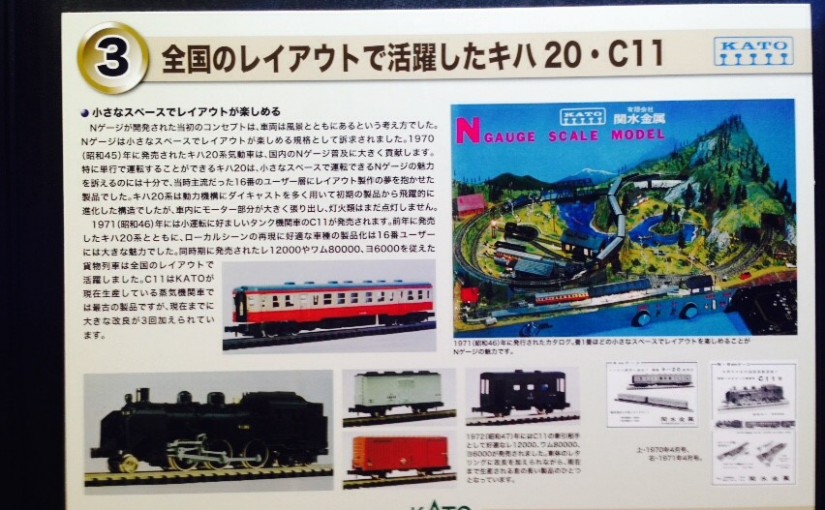 3
全国のレイアウトで活躍したキハ20・C11
KATO
● 小さなスペースでレイアウトが楽しめる
Nゲージが開発された当初のコンセプトは、車両は風景とともにあるという考え方でした。
Nゲージは小さなスペースでレイアウトが楽しめる規格として訴求されました。1970
(昭和45)年に発売されたキハ20系気動車は、国内のNゲージ普及に大きく貢献します。
特に単行で運転することができるキハ20は、小さなスペースで運転できるNゲージの魅力
を訴えるのには十分で、当時主流だった16番のユーザー層にレイアウト製作の夢を抱かせた
製品でした。キハ20系は動力機構にダイキャストを多く用いて初期の製品から飛躍的に
進化した構造でしたが、車内にモーター部分が大きく張り出し、灯火類はまだ点灯しません。
1971(昭和46)年には小運転に好ましいタンク機関車のC11が発売されます。前年に発売
したキハ20系とともに、ローカルシーンの再現に好適な車種の製品化は16番ユーザー
には大きな魅力でした。同時期に発売されたレ12000やワム80000、ヨ6000を従えた
貨物列車は全国のレイアウトで
活躍しました。C11はKATOが
現在生産している蒸気機関車で
は最古の製品ですが、現在までに
大きな改良が3回加えられてい
ます。
KATO
有限会社
関水金属
N GAUGE SCALE MODEL
1971(昭和46)年に発行されたカタログ。畳1畳ほどの小さなスペースでレイアウトを楽しめることが
Nゲージの魅力です。
1972(昭和47)年にはC11の牽引相手
として好適なレ12000、ワム80000、
ヨ6000が発売されました。車体のレタ
リングに改良を加えられながら、現在
まで生産される息の長い製品のひとつ
となっています。
関水金属
C11
関水金属
上・1970年4月号。
右・1971年4月号。
KATO